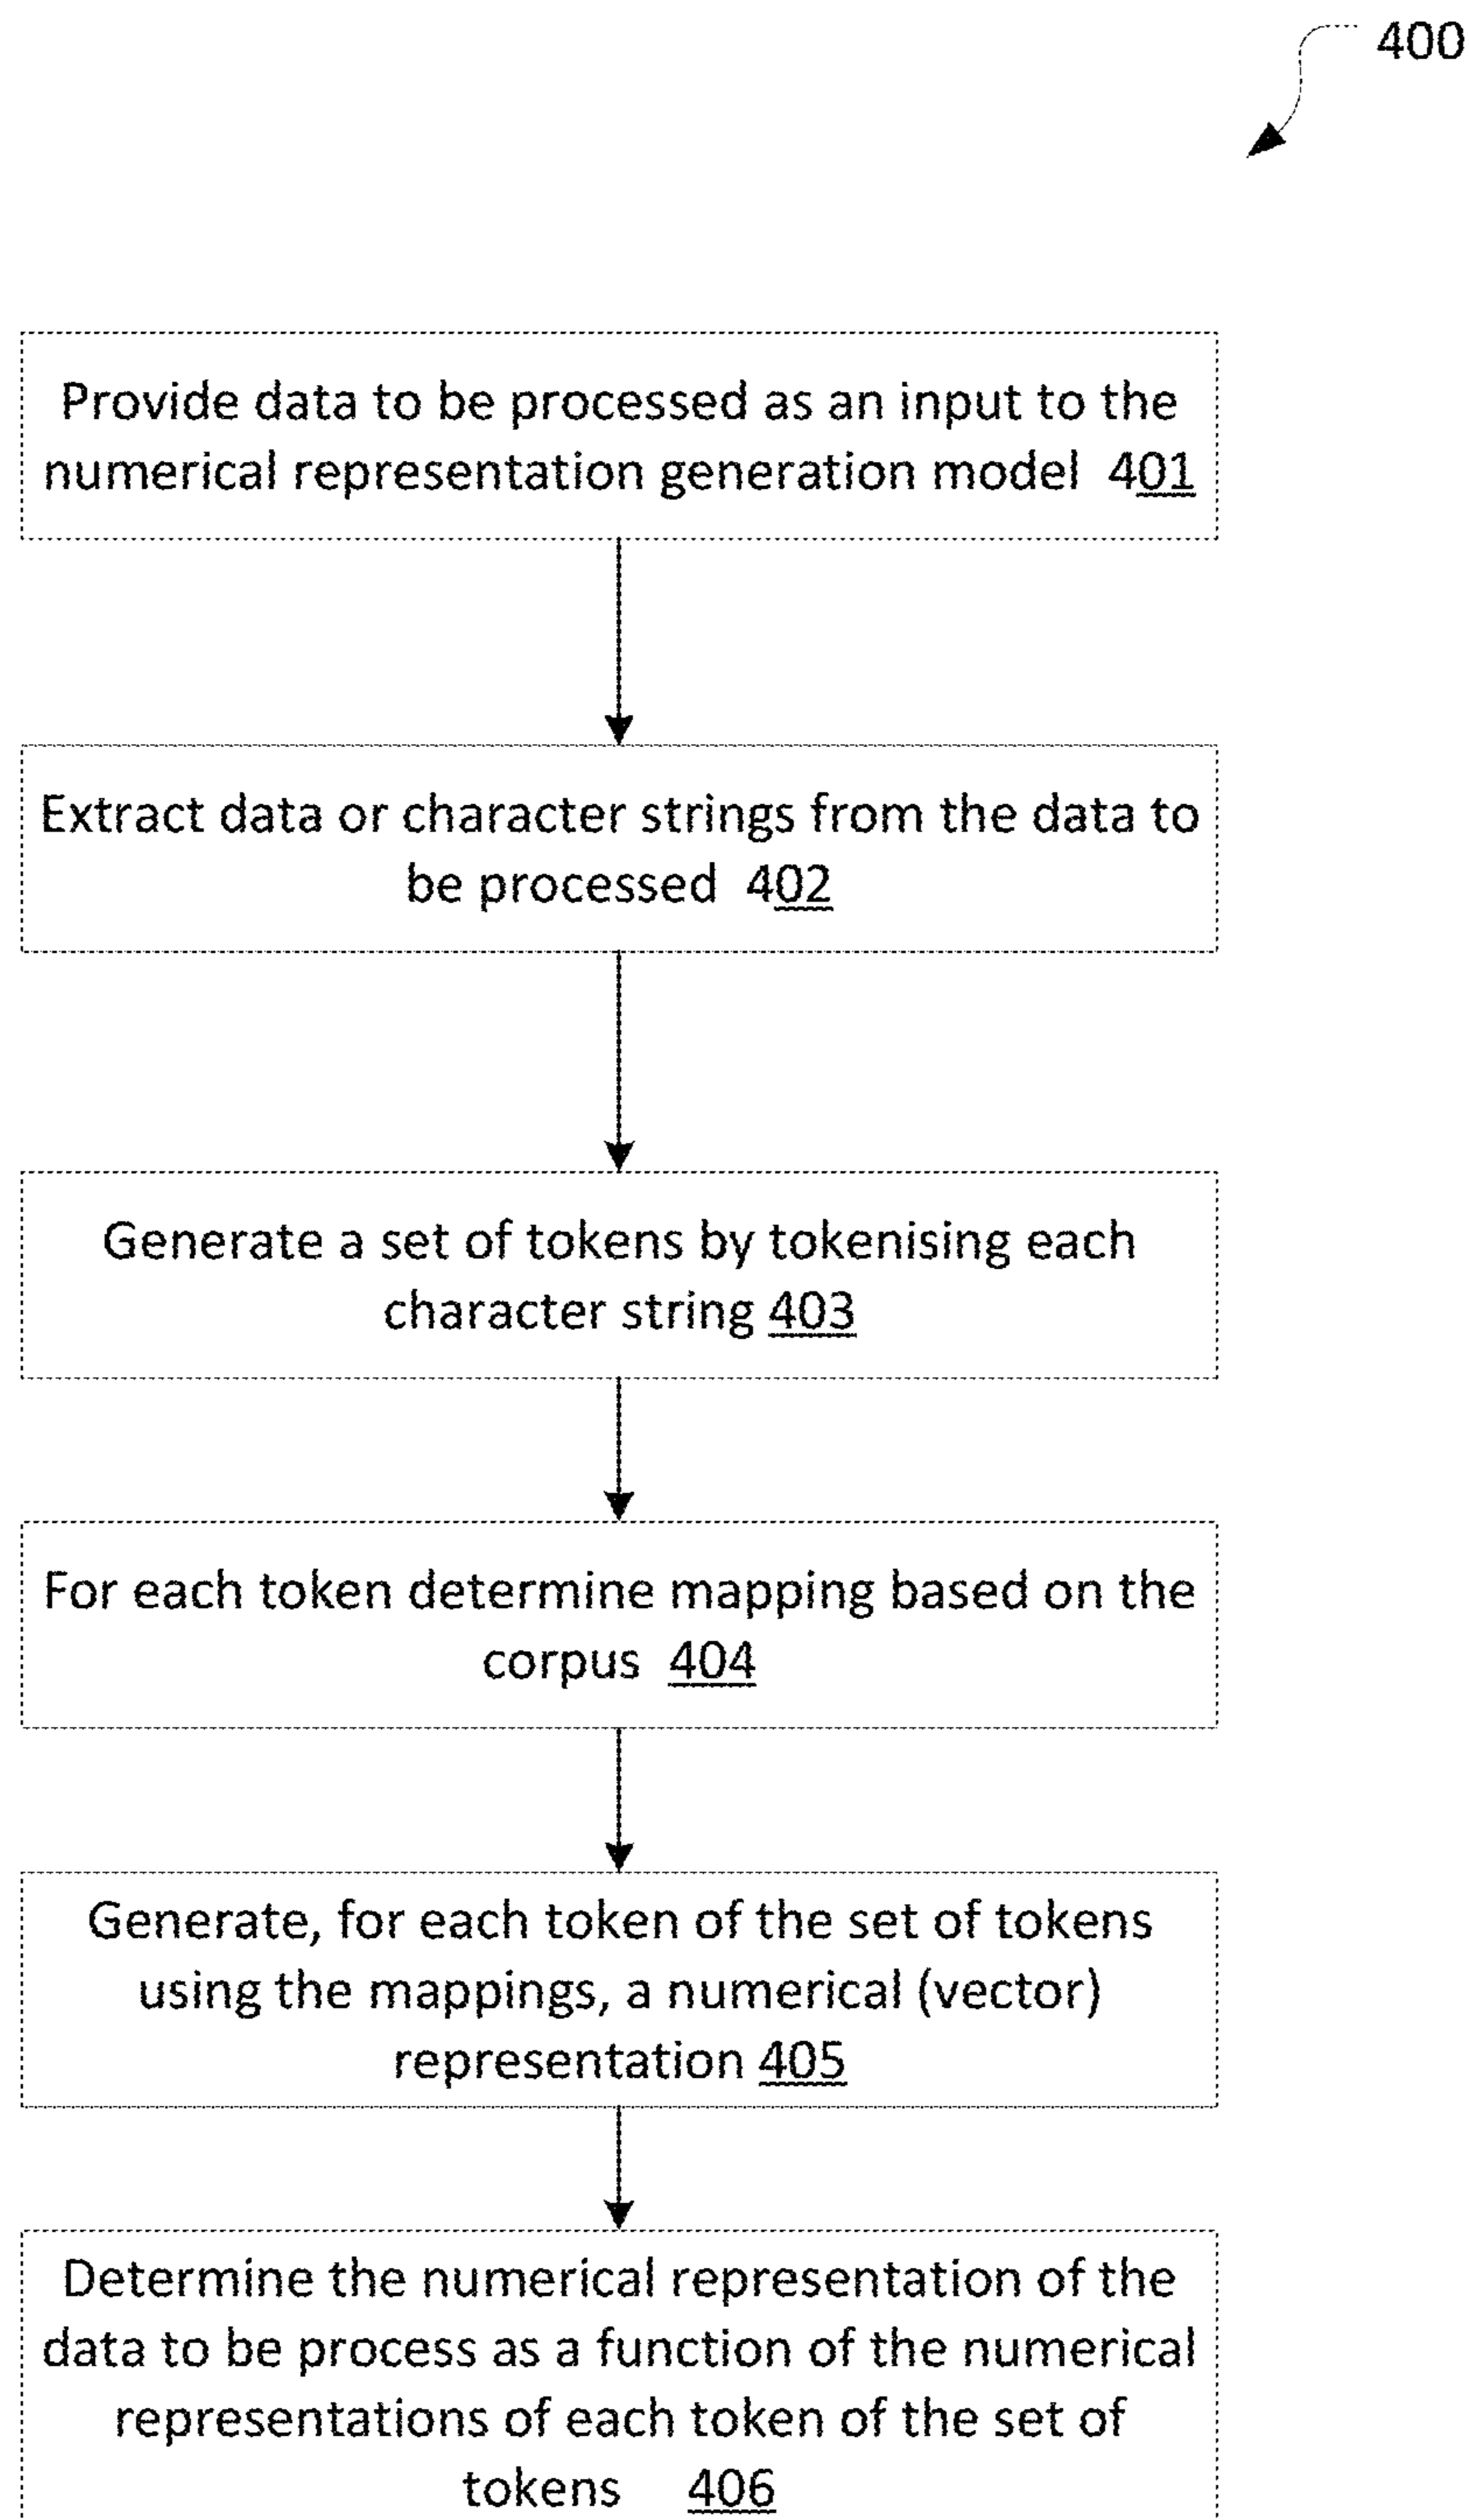 400
Provide data to be processed as an input to the
numerical representation generation model 401
Extract data or character strings from the data to
be processed 402
Generate a set of tokens by tokenising each
character string 403
For each token determine mapping based on the
corpus 404
Generate, for each token of the set of tokens
using the mappings, a numerical (vector)
representation 405
Determine the numerical representation of the
data to be process as a function of the numerical
representations of each token of the set of
tokens 406